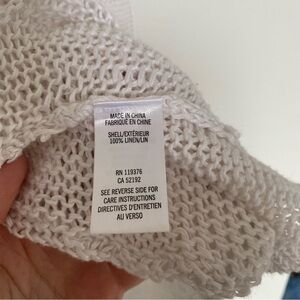 MADE IN CHINA
FABRIQUÉ EN CHINE
SHELL/EXTÉRIEUR
100% LINEN/LIN
RN 119376
CA 52192
SEE REVERSE SIDE FOR
CARE INSTRUCTIONS
DIRECTIVES D'ENTRETIEN
AU VERSO